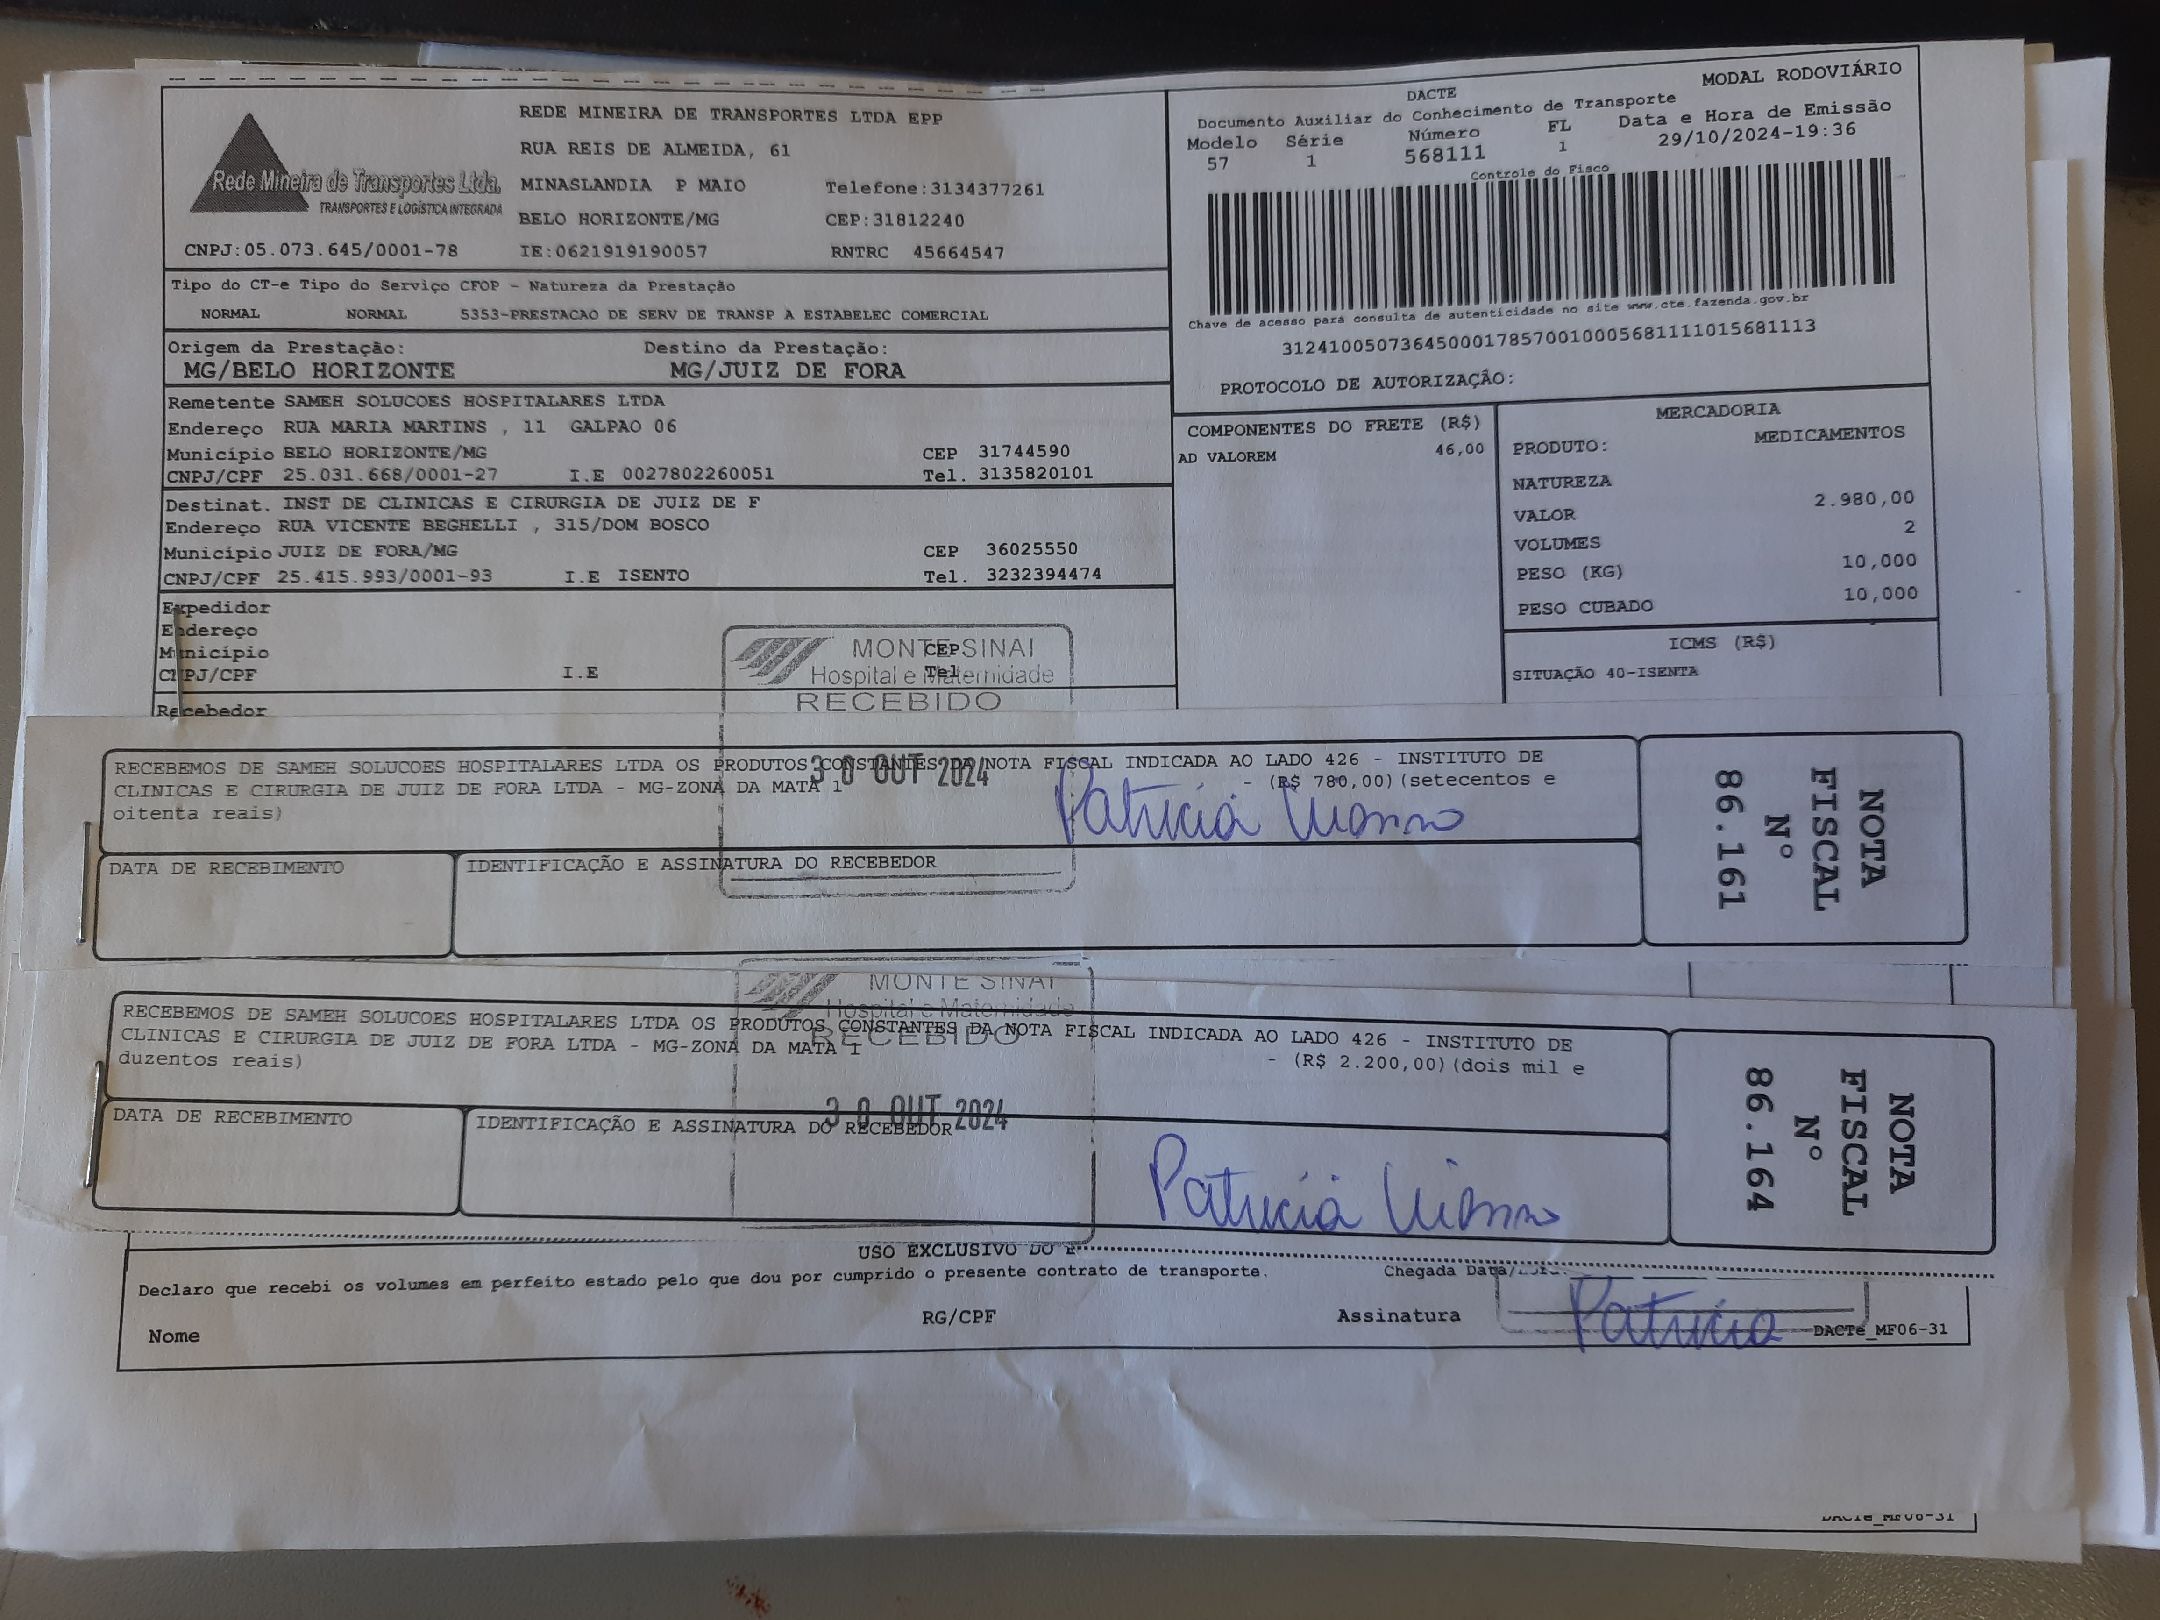 REDE MINEIRA DE TRANSPORTES LTDA EPP
RUA REIS DE ALMEIDA, 61
Rede Mineira de Transportes Ltda.
TRANSPORTES E LOGÍSTICA INTEGRADA
MINASLANDIA P MAIO Telefone:3134377261
BELO HORIZONTE/MG CEP:31812240
CNPJ:05.073.645/0001-78 IE:0621919190057 RNTRC 45664547
MODAL RODOVIÁRIO
DACTE
Documento Auxiliar do Conhecimento de Transporte
Modelo Série Número FL Data e Hora de Emissão
57 1 568111 1 29/10/2024-19:36
Controle do Fisco
Chave de acesso para consulta de autenticidade no site www.cte.fazenda.gov.br
31241005073645000178570010005681111015681113
PROTOCOLO DE AUTORIZAÇÃO:
Tipo do CT-e Tipo do Serviço CFOP - Natureza da Prestação
NORMAL NORMAL 5353-PRESTACAO DE SERV DE TRANSP A ESTABELEC COMERCIAL
Origem da Prestação: Destino da Prestação:
MG/BELO HORIZONTE MG/JUIZ DE FORA
Remetente SAMEH SOLUCOES HOSPITALARES LTDA
Endereço RUA MARIA MARTINS , 11 GALPAO 06
Município BELO HORIZONTE/MG CEP 31744590
CNPJ/CPF 25.031.668/0001-27 I.E 0027802260051 Tel. 3135820101
Destinat. INST DE CLINICAS E CIRURGIA DE JUIZ DE F
Endereço RUA VICENTE BEGHELLI , 315/DOM BOSCO
Município JUIZ DE FORA/MG CEP 36025550
CNPJ/CPF 25.415.993/0001-93 I.E ISENTO Tel. 3232394474
Expedidor
Endereço
Município CEP
CNPJ/CPF I.E Tel
Recebedor
COMPONENTES DO FRETE (R$)
AD VALOREM 46,00
MERCADORIA
PRODUTO: MEDICAMENTOS
NATUREZA
VALOR 2.980,00
VOLUMES 2
PESO (KG) 10,000
PESO CUBADO 10,000
ICMS (R$)
SITUAÇÃO 40-ISENTA
MONTE SINAI
Hospital e Maternidade
RECEBIDO
30 OUT 2024
RECEBEMOS DE SAMEH SOLUCOES HOSPITALARES LTDA OS PRODUTOS CONSTANTES DA NOTA FISCAL INDICADA AO LADO 426 - INSTITUTO DE
CLINICAS E CIRURGIA DE JUIZ DE FORA LTDA - MG-ZONA DA MATA 1 - (R$ 780,00) (setecentos e
oitenta reais)
Patricia
DATA DE RECEBIMENTO IDENTIFICAÇÃO E ASSINATURA DO RECEBEDOR
NOTA
FISCAL
Nº
86.161
MONTE SINAI
Hospital e Maternidade
RECEBIDO
RECEBEMOS DE SAMEH SOLUCOES HOSPITALARES LTDA OS PRODUTOS CONSTANTES DA NOTA FISCAL INDICADA AO LADO 426 - INSTITUTO DE
CLINICAS E CIRURGIA DE JUIZ DE FORA LTDA - MG-ZONA DA MATA 1 - (R$ 2.200,00) (dois mil e
duzentos reais)
30 OUT 2024
DATA DE RECEBIMENTO IDENTIFICAÇÃO E ASSINATURA DO RECEBEDOR
Patricia
NOTA
FISCAL
Nº
86.164
USO EXCLUSIVO DO
Declaro que recebi os volumes em perfeito estado pelo que dou por cumprido o presente contrato de transporte. Chegada Data/
Nome RG/CPF Assinatura Patricia DACTe_MF06-31
DACTe_MF06-31